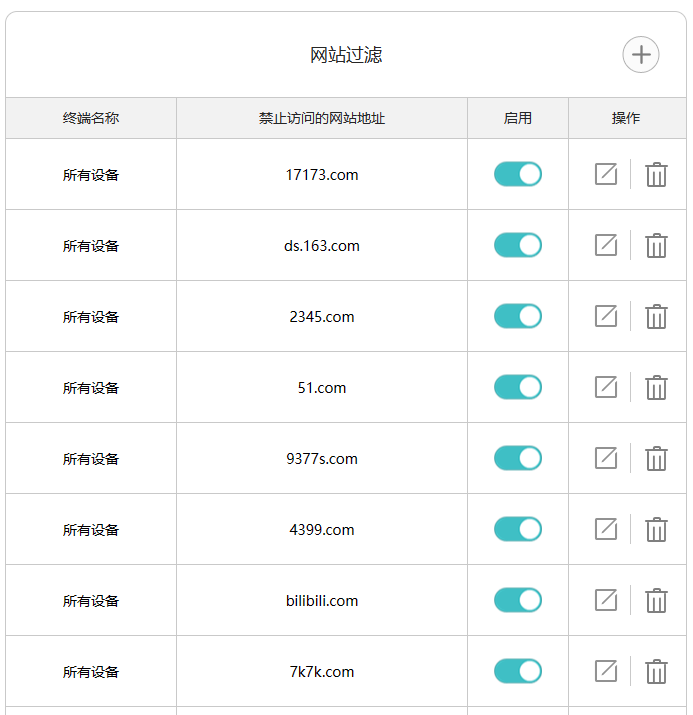 网站过滤
终端名称 禁止访问的网站地址 启用 操作
所有设备 17173.com
所有设备 ds.163.com
所有设备 2345.com
所有设备 51.com
所有设备 9377s.com
所有设备 4399.com
所有设备 bilibili.com
所有设备 7k7k.com